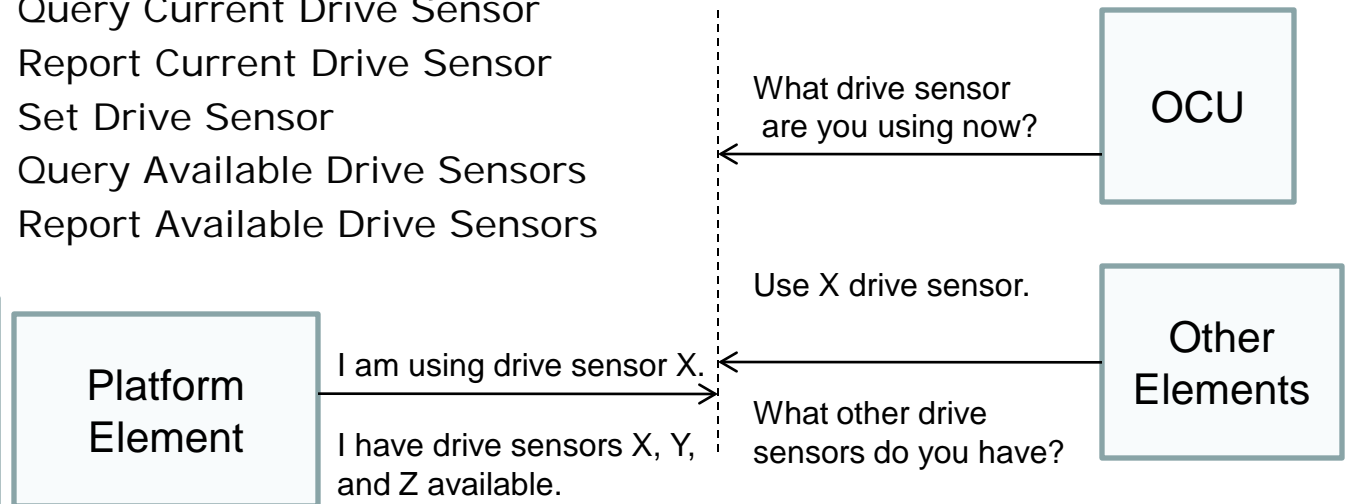 Query Current Drive Sensor
Report Current Drive Sensor
Set Drive Sensor
Query Available Drive Sensors
Report Available Drive Sensors
What drive sensor
are you using now?
OCU
Use X drive sensor.
Other
Elements
What other drive
sensors do you have?
Platform
Element
I am using drive sensor X.
I have drive sensors X, Y,
and Z available.